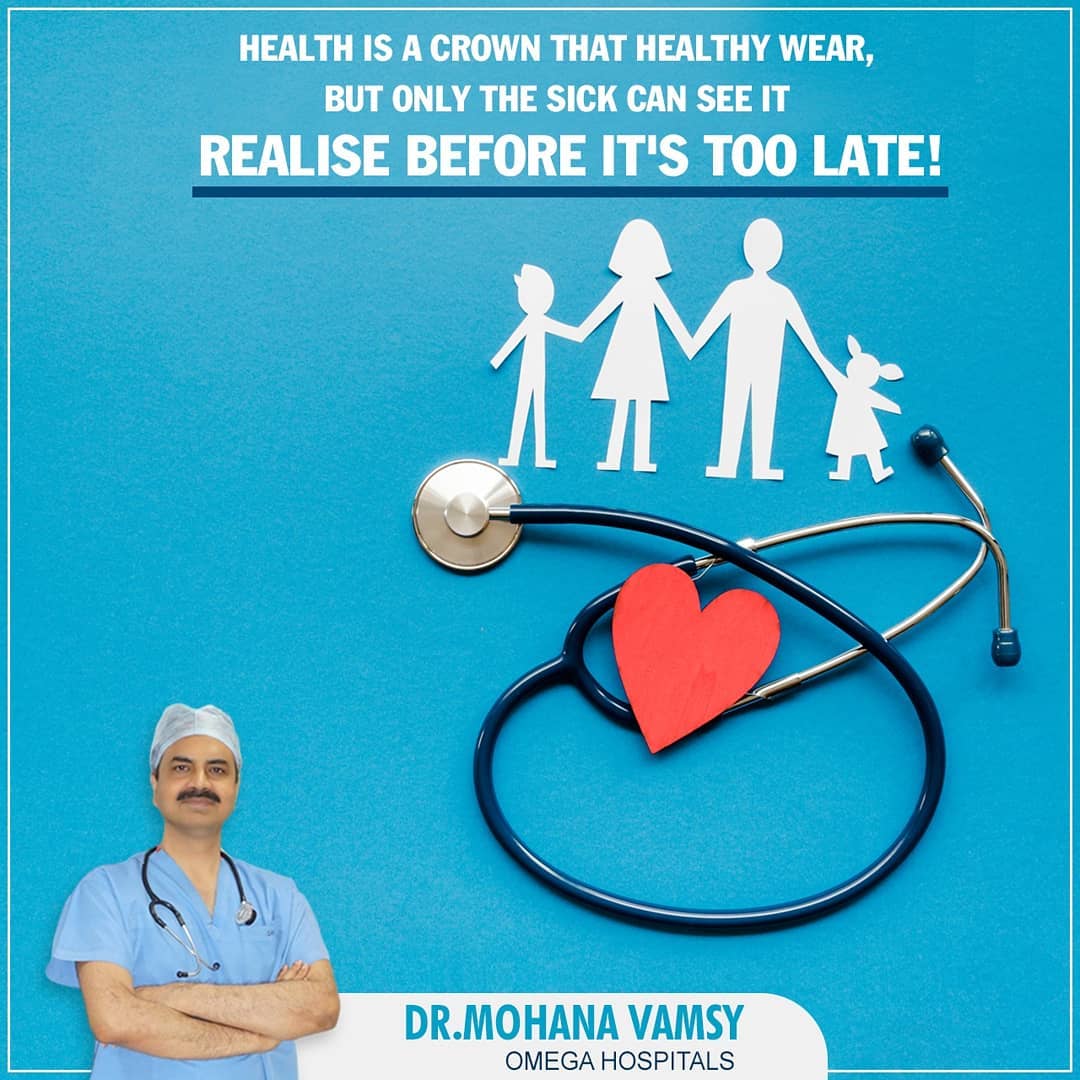 HEALTH IS A CROWN THAT HEALTHY WEAR,
BUT ONLY THE SICK CAN SEE IT
REALISE BEFORE IT'S TOO LATE!
DR.MOHANA VAMSY
OMEGA HOSPITALS